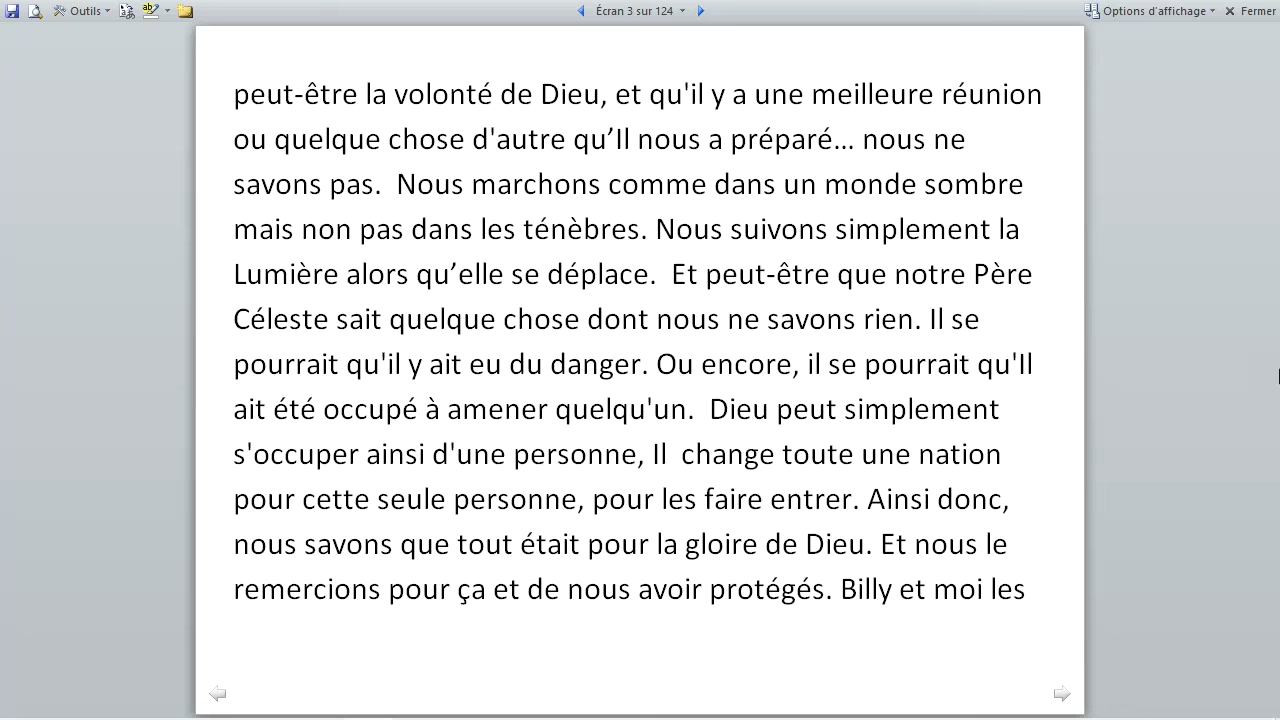 Outils
Écran 3 sur 124
Options d'affichage
Fermer
peut-être la volonté de Dieu, et qu'il y a une meilleure réunion
ou quelque chose d'autre qu’Il nous a préparé... nous ne
savons pas.  Nous marchons comme dans un monde sombre
mais non pas dans les ténèbres. Nous suivons simplement la
Lumière alors qu’elle se déplace.  Et peut-être que notre Père
Céleste sait quelque chose dont nous ne savons rien. Il se
pourrait qu'il y ait eu du danger. Ou encore, il se pourrait qu'Il
ait été occupé à amener quelqu'un.  Dieu peut simplement
s'occuper ainsi d'une personne, Il  change toute une nation
pour cette seule personne, pour les faire entrer. Ainsi donc,
nous savons que tout était pour la gloire de Dieu. Et nous le
remercions pour ça et de nous avoir protégés. Billy et moi les